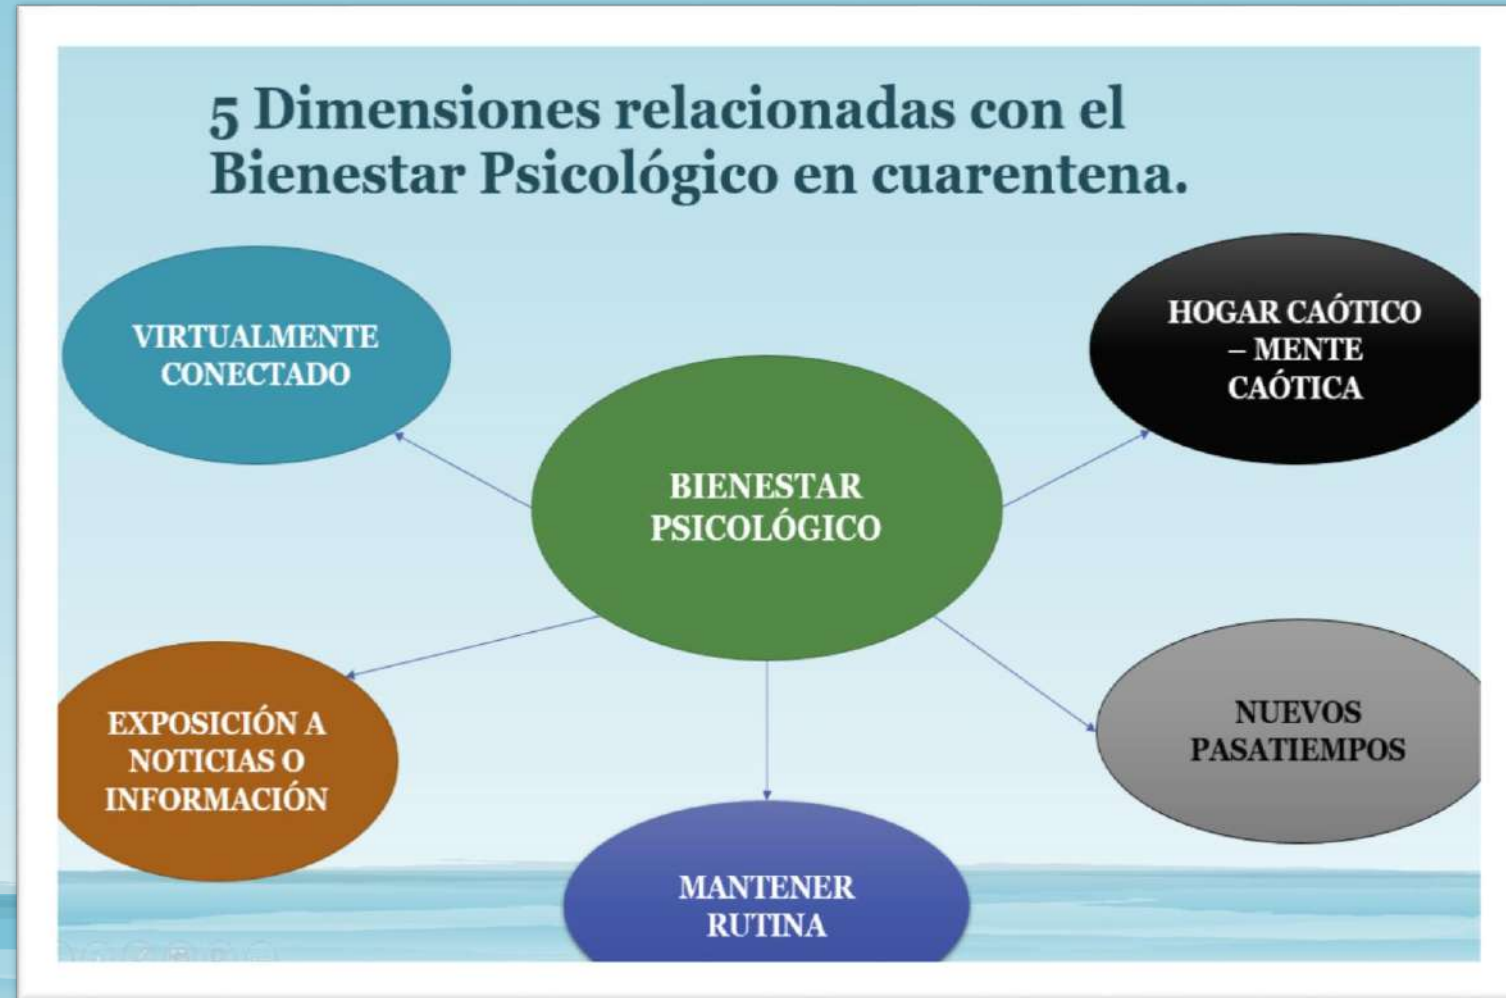 5 Dimensiones relacionadas con el
Bienestar Psicológico en cuarentena.
VIRTUALMENTE
CONECTADO
HOGAR CAÓTICO
– MENTE
CAÓTICA
BIENESTAR
PSICOLÓGICO
EXPOSICIÓN A
NOTICIAS O
INFORMACIÓN
NUEVOS
PASATIEMPOS
MANTENER
RUTINA